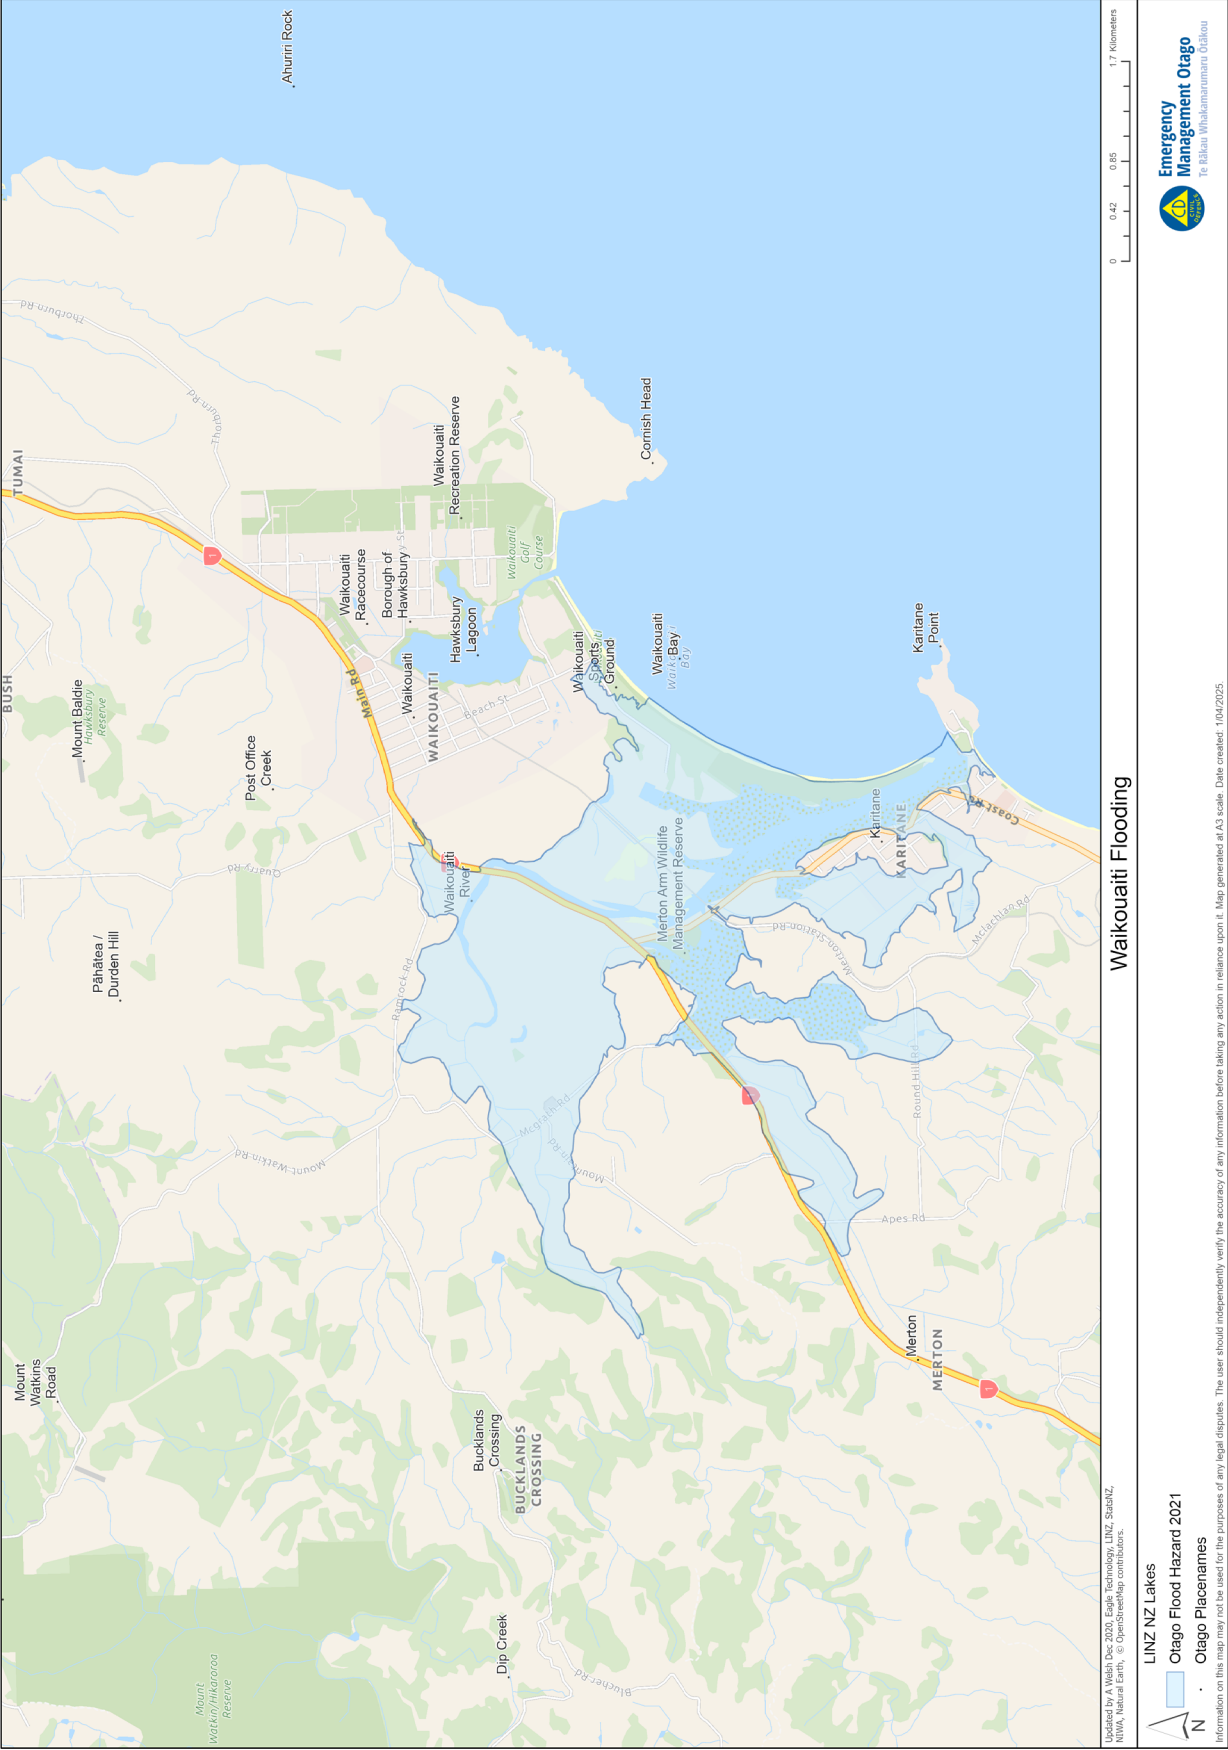 Mount
Watkins
Road
Mount Baldie
Hawksbury
Reserve
BUSH
TUMAI
Thorburn Rd
Thorburn Rd
Ahuriri Rock
Pāhātea /
Durden Hill
Post Office
Creek
Quarry Rd
Mount Watkin Rd
Mount
Watkin/Hikaroroa
Reserve
1
Waikouaiti
Racecourse
Borough of
Hawksbury
y St
Waikouaiti
Recreation Reserve
Main Rd
Waikouaiti
WAIKOUAITI
Beach St
Hawksbury
Lagoon
Waikouaiti
Golf
Course
Ramrock Rd
Waikouaiti
River
Dip Creek
Bucklands
Crossing
BUCKLANDS
CROSSING
Blucher Rd
Mcgrath Rd
Mountain Rd
Waikouaiti
Sports
Ground
Cornish Head
Waikouaiti
Bay
Waikouaiti
Bay
Merton Arm Wildlife
Management Reserve
1
Merton Station Rd
Karitane
KARITANE
Karitane
Point
Coast Rd
Mclachlan Rd
Round Hill Rd
Apes Rd
Merton
MERTON
1
Updated by A Welsh Dec 2020, Eagle Technology, LINZ, StatsNZ,
NIWA, Natural Earth, © OpenStreetMap contributors.
Waikouaiti Flooding
0 0.42 0.85 1.7 Kilometers
N
LINZ NZ Lakes
Otago Flood Hazard 2021
Otago Placenames
CD
CIVIL
DEFENCE
Emergency
Management Otago
Te Rākau Whakamarumaru Ōtākou
Information on this map may not be used for the purposes of any legal disputes. The user should independently verify the accuracy of any information before taking any action in reliance upon it. Map generated at A3 scale. Date created: 1/04/2025.